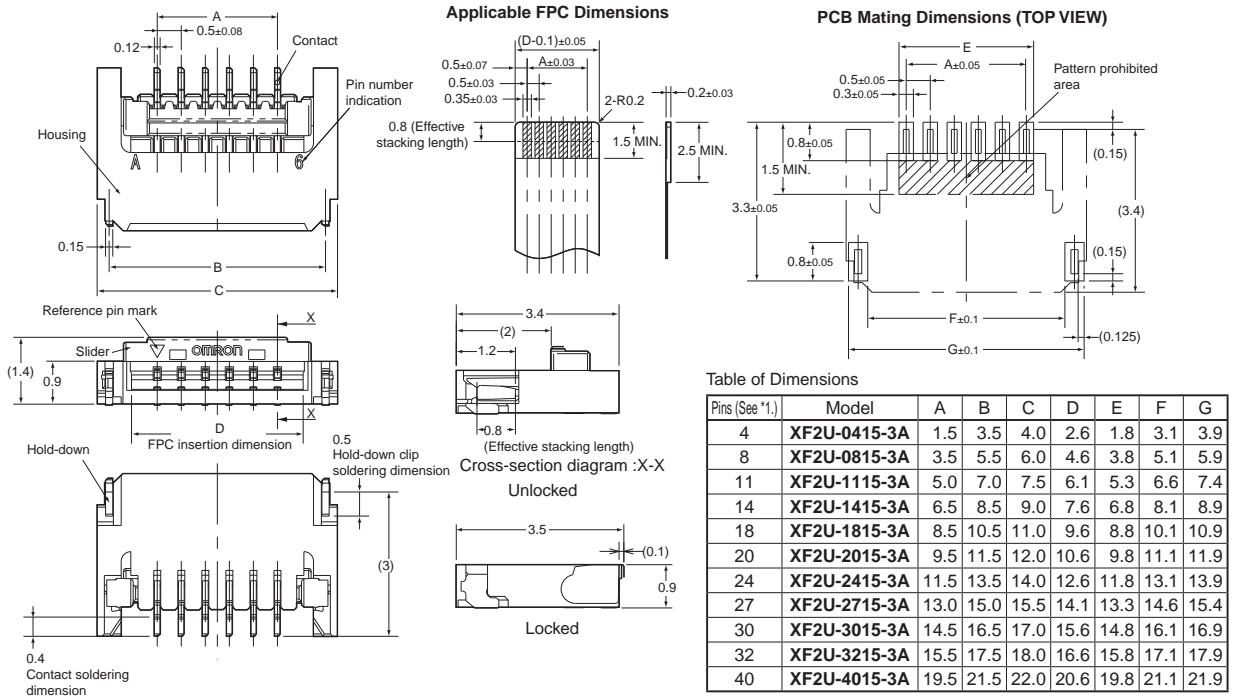 A
0.5±0.08
0.12
Contact
Pin number
indication
Housing
A
6
0.15
B
C
Reference pin mark
X
Slider
OMRON
(1.4)
0.9
X
D
FPC insertion dimension
Hold-down
0.5
Hold-down clip
soldering dimension
(3)
0.4
Contact soldering
dimension
Applicable FPC Dimensions
(D-0.1)±0.05
0.5±0.07
A±0.03
0.5±0.03
0.35±0.03
2-R0.2
0.2±0.03
0.8 (Effective
stacking length)
1.5 MIN.
2.5 MIN.
3.4
(2)
1.2
0.8
(Effective stacking length)
Cross-section diagram :X-X
Unlocked
3.5
(0.1)
0.9
Locked
PCB Mating Dimensions (TOP VIEW)
E
A±0.05
0.5±0.05
0.3±0.05
Pattern prohibited
area
0.8±0.05
(0.15)
1.5 MIN.
3.3±0.05
(3.4)
0.8±0.05
(0.15)
F±0.1
(0.125)
G±0.1
Table of Dimensions
Pins (See *1.) Model A B C D E F G
4 XF2U-0415-3A 1.5 3.5 4.0 2.6 1.8 3.1 3.9
8 XF2U-0815-3A 3.5 5.5 6.0 4.6 3.8 5.1 5.9
11 XF2U-1115-3A 5.0 7.0 7.5 6.1 5.3 6.6 7.4
14 XF2U-1415-3A 6.5 8.5 9.0 7.6 6.8 8.1 8.9
18 XF2U-1815-3A 8.5 10.5 11.0 9.6 8.8 10.1 10.9
20 XF2U-2015-3A 9.5 11.5 12.0 10.6 9.8 11.1 11.9
24 XF2U-2415-3A 11.5 13.5 14.0 12.6 11.8 13.1 13.9
27 XF2U-2715-3A 13.0 15.0 15.5 14.1 13.3 14.6 15.4
30 XF2U-3015-3A 14.5 16.5 17.0 15.6 14.8 16.1 16.9
32 XF2U-3215-3A 15.5 17.5 18.0 16.6 15.8 17.1 17.9
40 XF2U-4015-3A 19.5 21.5 22.0 20.6 19.8 21.1 21.9